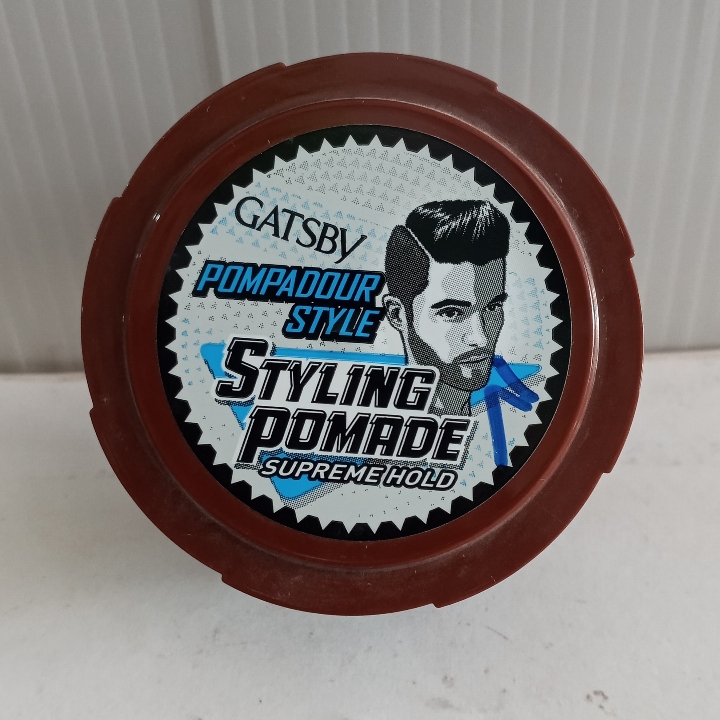 GATSBY
POMPADOUR
STYLE
STYLING
POMADE
SUPREME HOLD